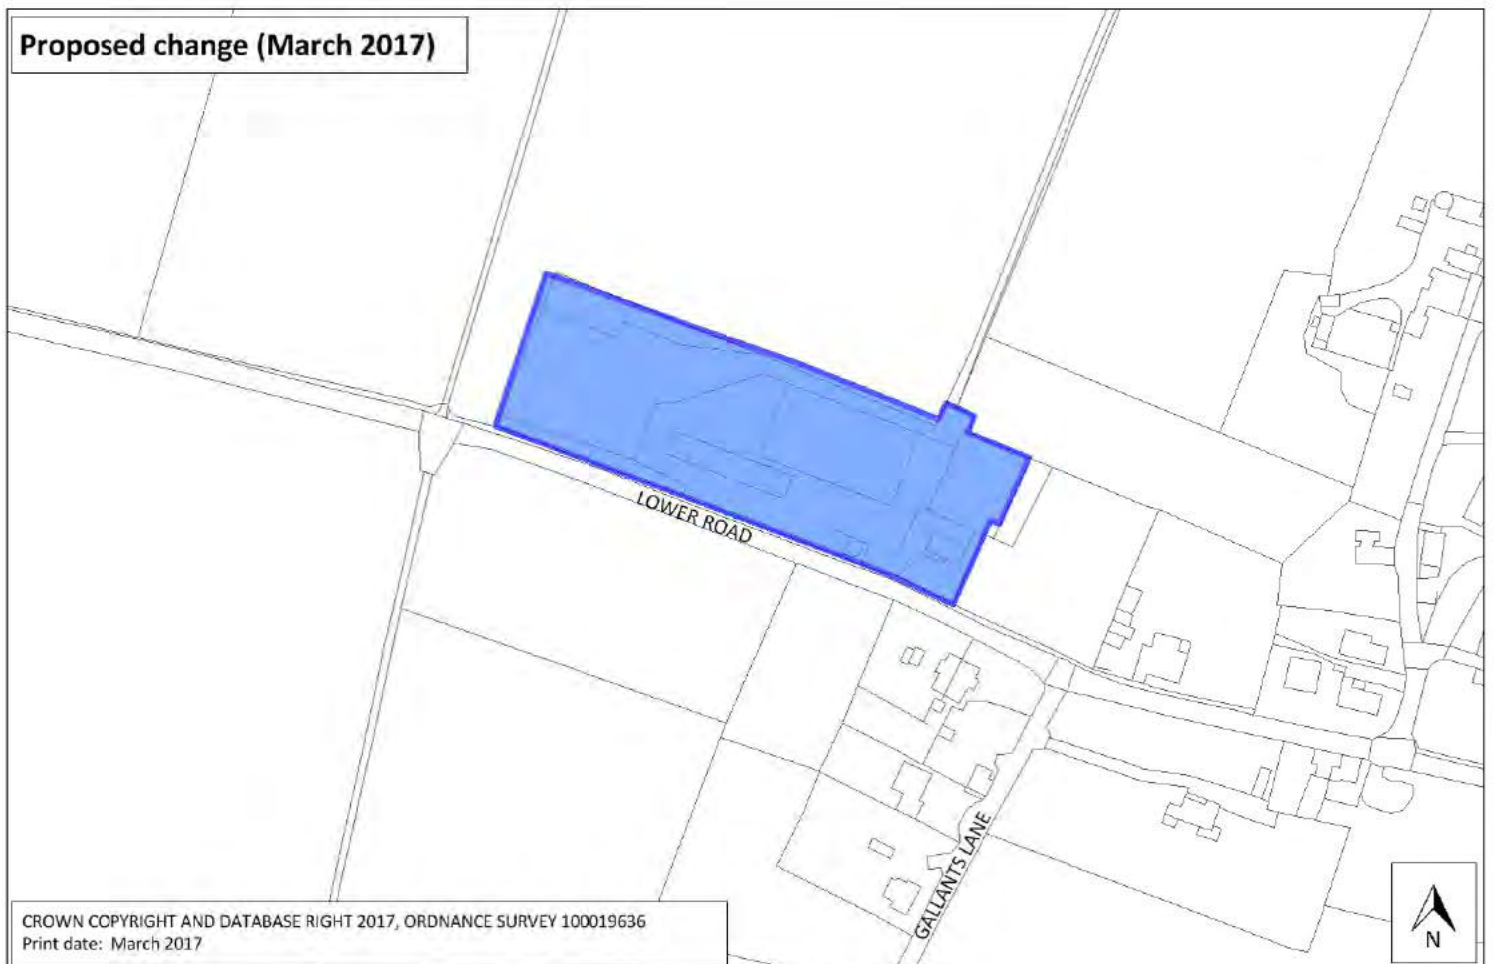 Proposed change (March 2017)
LOWER ROAD
GALLANTS LANE
CROWN COPYRIGHT AND DATABASE RIGHT 2017, ORDNANCE SURVEY 100019636
Print date: March 2017
N